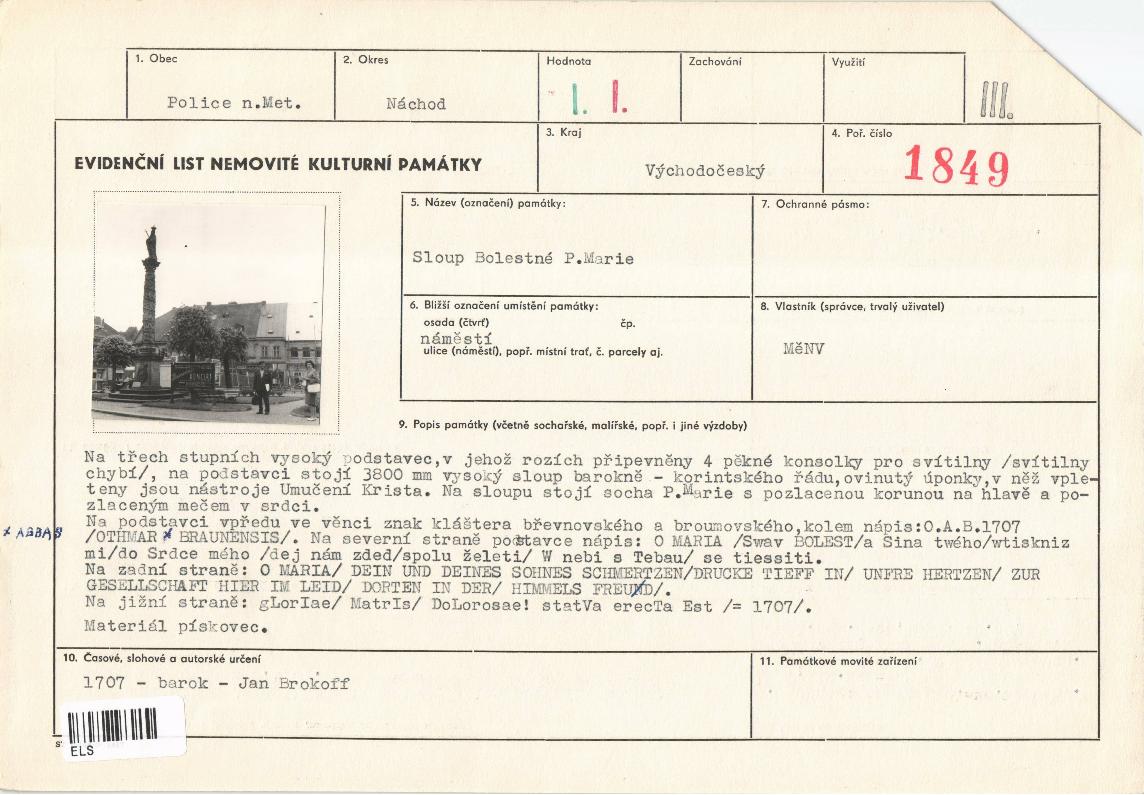 1. Obec
2. Okres
Hodnota
Zachování
Využití
Police n.Met.
Náchod
I. I.
III.
3. Kraj
4. Poř. číslo
EVIDENČNÍ LIST NEMOVITÉ KULTURNÍ PAMÁTKY
Východočeský
1849
5. Název (označení) památky:
7. Ochranné pásmo:
Sloup Bolestné P.Marie
6. Bližší označení umístění památky:
8. Vlastník (správce, trvalý uživatel)
osada (čtvrť) čp.
náměstí
ulice (náměstí), popř. místní trať, č. parcely aj.
MěNV
9. Popis památky (včetně sochařské, malířské, popř. i jiné výzdoby)
Na třech stupních vysoký podstavec,v jehož rozích připevněny 4 pěkné konsolky pro svítilny /svítilny
chybí/, na podstavci stojí 3800 mm vysoký sloup barokně - korintského řádu,ovinutý úponky,v něž vple-
teny jsou nástroje Umučení Krista. Na sloupu stojí socha P.Marie s pozlacenou korunou na hlavě a po-
zlaceným mečem v srdci.
Na podstavci vpředu ve věnci znak kláštera břevnovského a broumovského,kolem nápis:O.A.B.1707
x ABBAS
/OTHMAR x BRAUNENSIS/. Na severní straně podstavce nápis: O MARIA /Swav BOLEST/a Sina twého/wtiskniz
mi/do Srdce mého /dej nám zded/spolu želeti/ W nebi s Tebau/ se tiessiti.
Na zadní straně: O MARIA/ DEIN UND DEINES SOHNES SCHMERTZEN/DRUCKE TIEFF IN/ UNFRE HERTZEN/ ZUR
GESELLSCHAFT HIER IM LEID/ DORTEN IN DER/ HIMMELS FREUND/.
Na jižní straně: gLorIae/ MatrIs/ DoLorosae! statVa erecTa Est /= 1707/.
Materiál pískovec.
10. Časové, slohové a autorské určení
11. Památkové movité zařízení
1707 - barok - Jan Brokoff
ELS